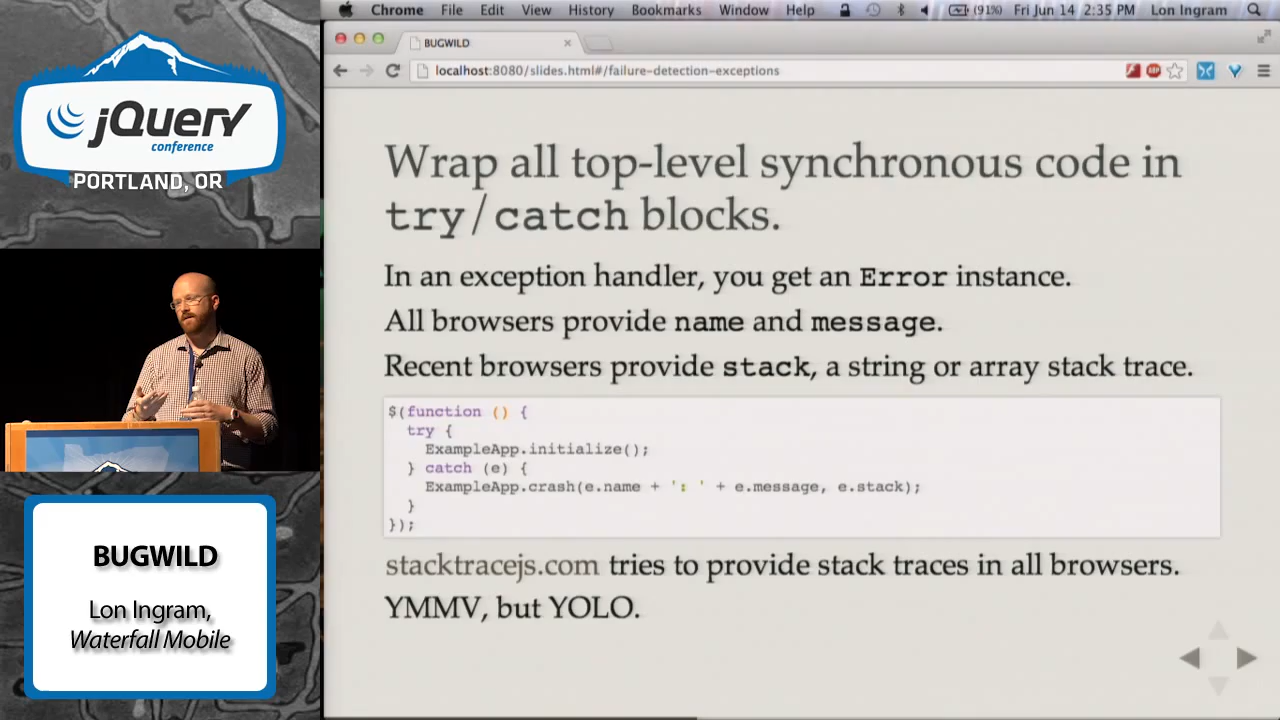 jQuery
conference
PORTLAND, OR
BUGWILD
Lon Ingram,
Waterfall Mobile
Chrome File Edit View History Bookmarks Window Help (91%) Fri Jun 14 2:35 PM Lon Ingram
BUGWILD
localhost:8080/slides.html#/failure-detection-exceptions
ABP
Wrap all top-level synchronous code in
try/catch blocks.
In an exception handler, you get an Error instance.
All browsers provide name and message.
Recent browsers provide stack, a string or array stack trace.
$(function () {
  try {
    ExampleApp.initialize();
  } catch (e) {
    ExampleApp.crash(e.name + ': ' + e.message, e.stack);
  }
});
stacktracejs.com tries to provide stack traces in all browsers.
YMMV, but YOLO.